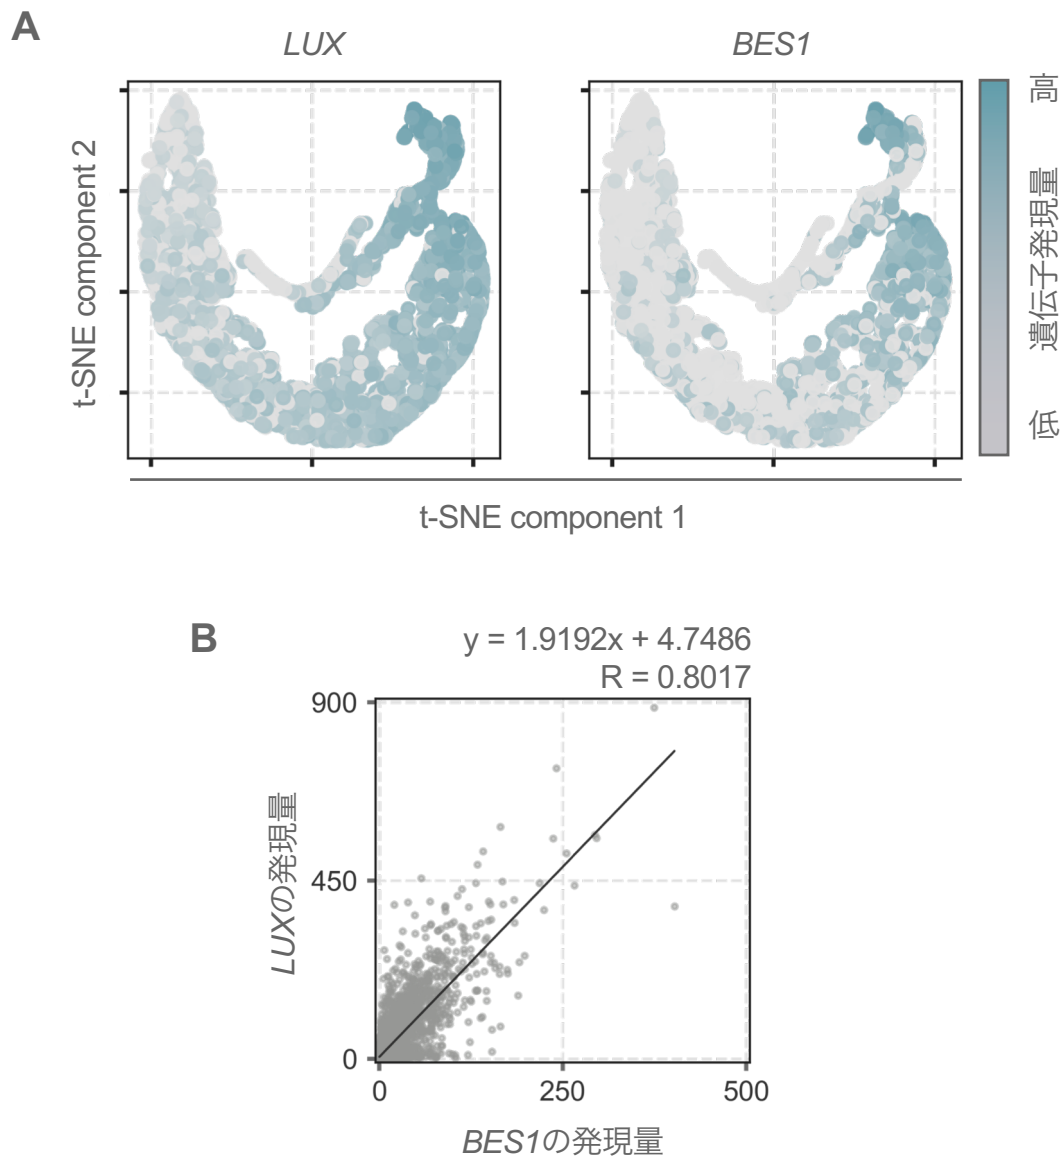 A
LUX
BES1
t-SNE component 2
t-SNE component 1
高
遺伝子発現量
低
B
y = 1.9192x + 4.7486
R = 0.8017
900
450
0
LUXの発現量
0
250
500
BES1の発現量